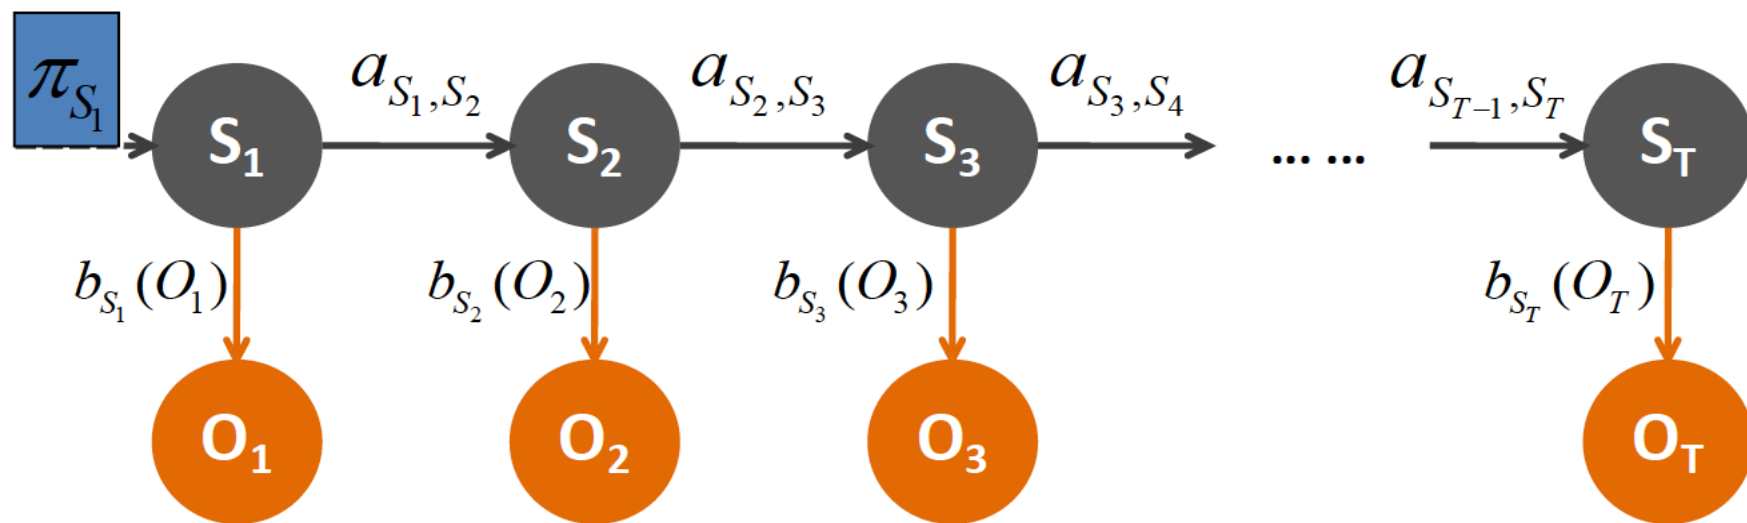 π_{S_1} S_1 a_{S_1,S_2} S_2 a_{S_2,S_3} S_3 a_{S_3,S_4} ... ... a_{S_{T-1},S_T} S_T
b_{S_1}(O_1) b_{S_2}(O_2) b_{S_3}(O_3) b_{S_T}(O_T)
O_1 O_2 O_3 O_T